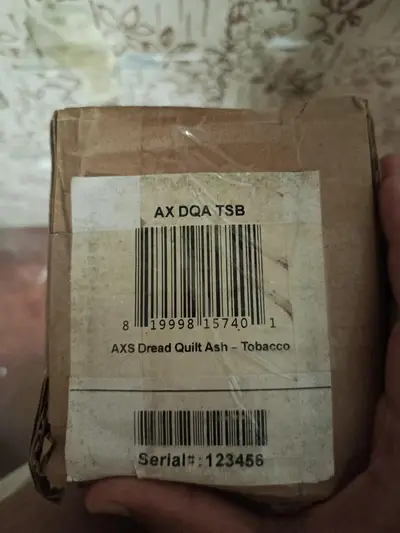 AX DQA TSB
8 19998 15740 1
AXS Dread Quilt Ash – Tobacco
Serial#: 123456